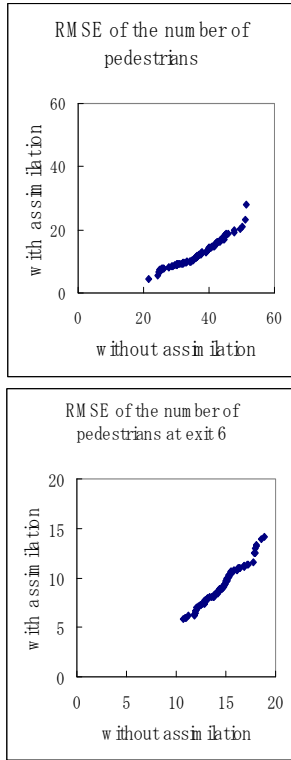 RMSE of the number of
pedestrians
60
40
20
0
0 20 40 60
with assimilation
without assimilation
RMSE of the number of
pedestrians at exit 6
20
15
10
5
0
0 5 10 15 20
with assimilation
without assimilation